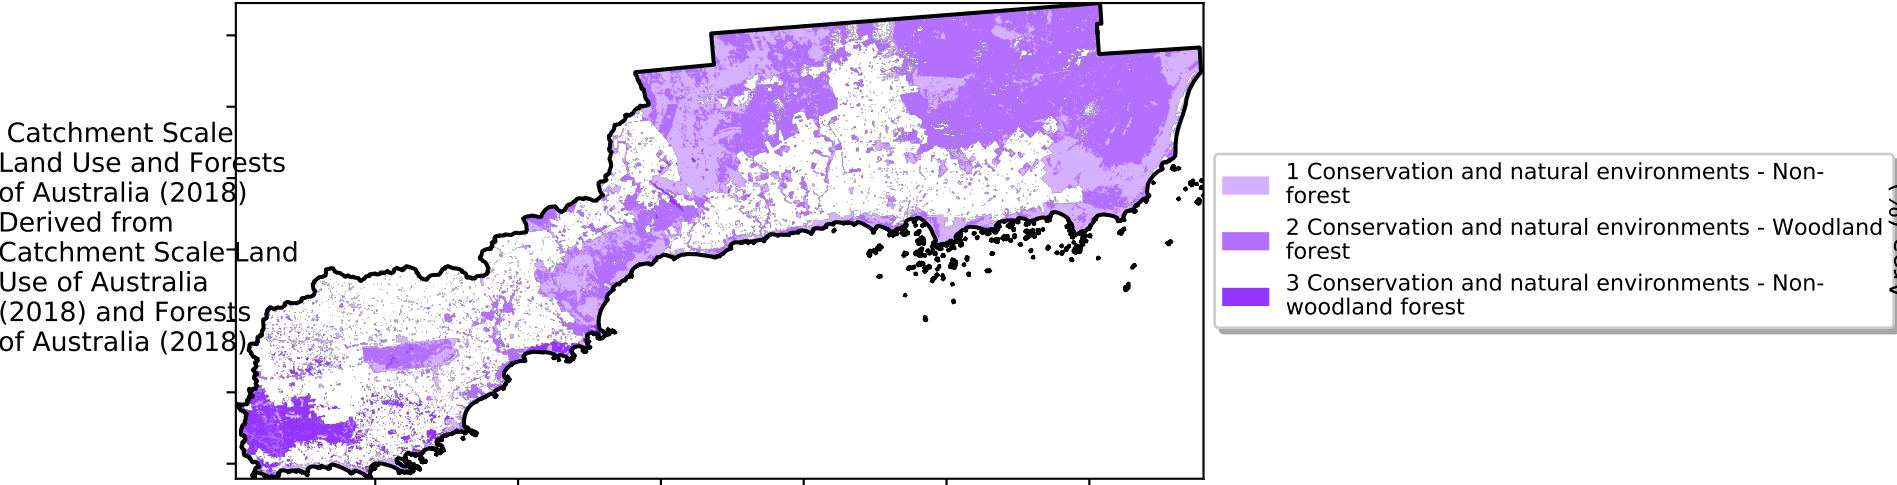 Catchment Scale
Land Use and Forests
of Australia (2018)
Derived from
Catchment Scale Land
Use of Australia
(2018) and Forests
of Australia (2018)
1 Conservation and natural environments - Non-
forest
2 Conservation and natural environments - Woodland
forest
3 Conservation and natural environments - Non-
woodland forest